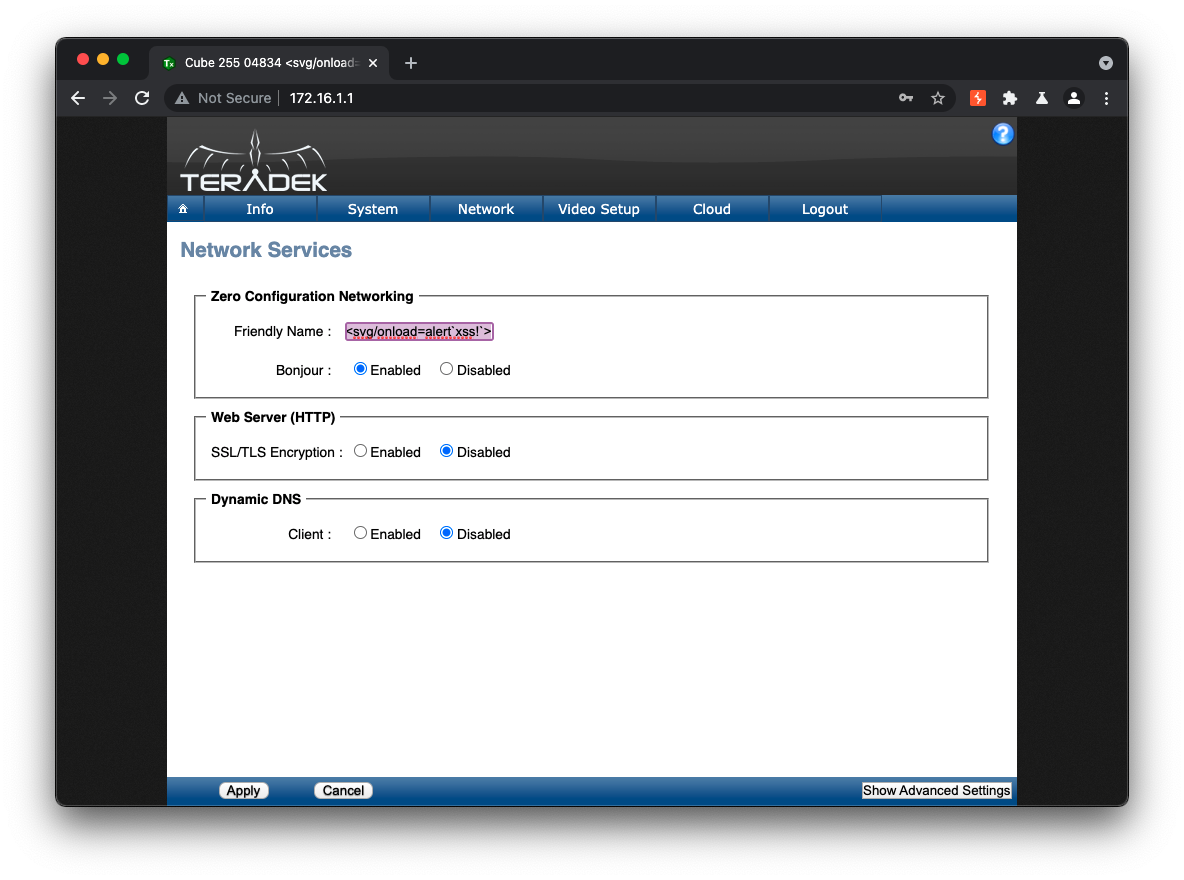 Cube 255 04834 <svg/onload=
Not Secure 172.16.1.1
TERADEK
Info System Network Video Setup Cloud Logout
Network Services
Zero Configuration Networking
Friendly Name : <svg/onload=alert`xss!`>
Bonjour : Enabled Disabled
Web Server (HTTP)
SSL/TLS Encryption : Enabled Disabled
Dynamic DNS
Client : Enabled Disabled
Apply Cancel Show Advanced Settings